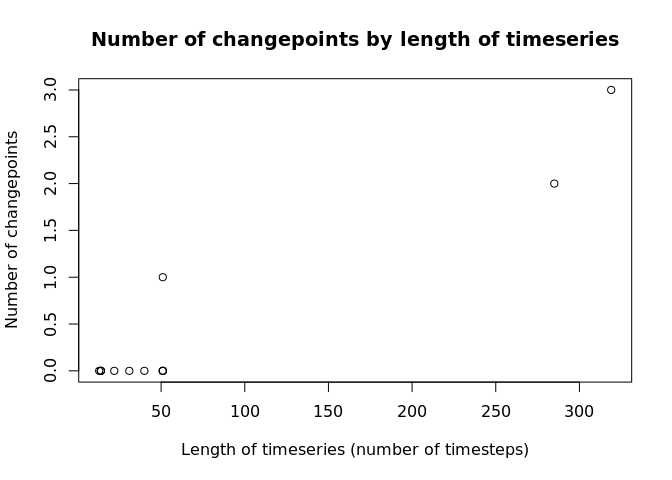 Number of changepoints by length of timeseries
Number of changepoints
3.0
2.5
2.0
1.5
1.0
0.5
0.0
50 100 150 200 250 300
Length of timeseries (number of timesteps)